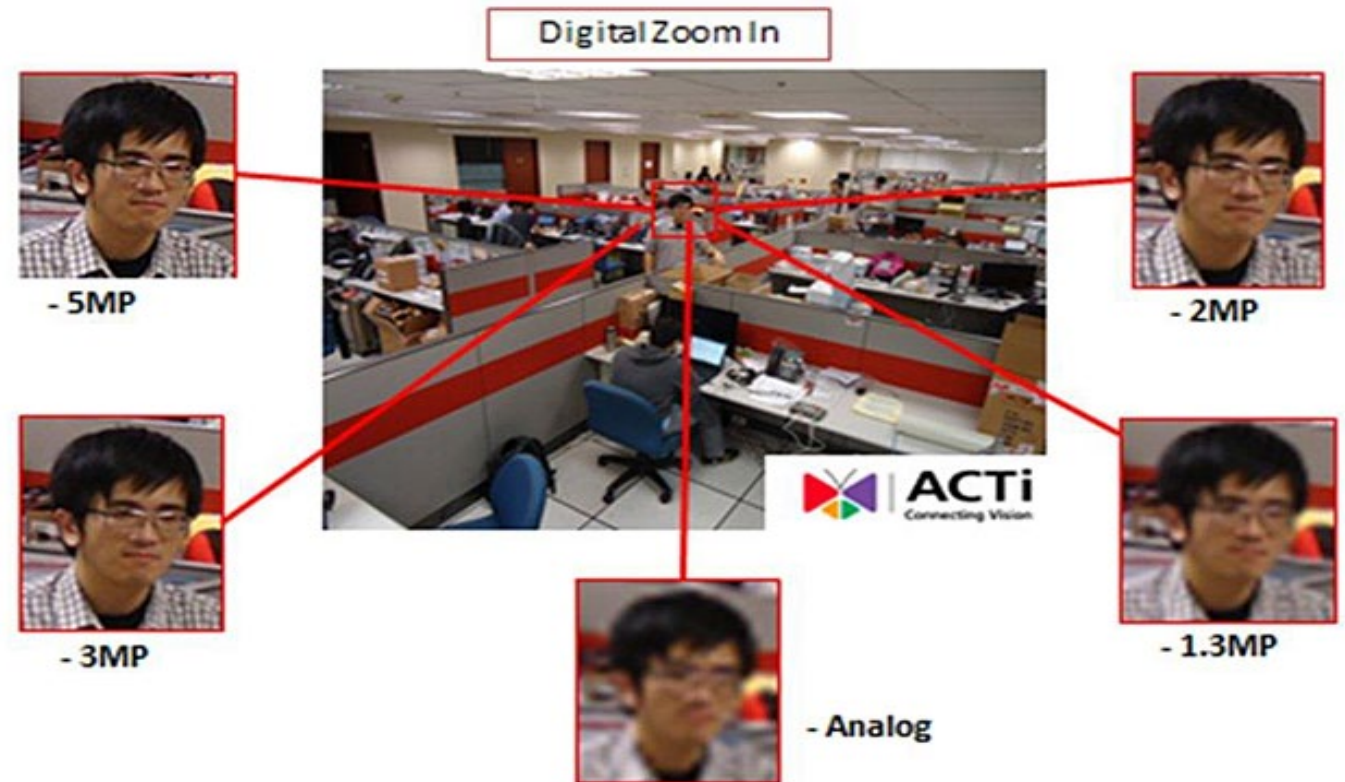 Digital Zoom In
- 5MP
- 2MP
ACTi
Connecting Vision
- 3MP
- 1.3MP
- Analog